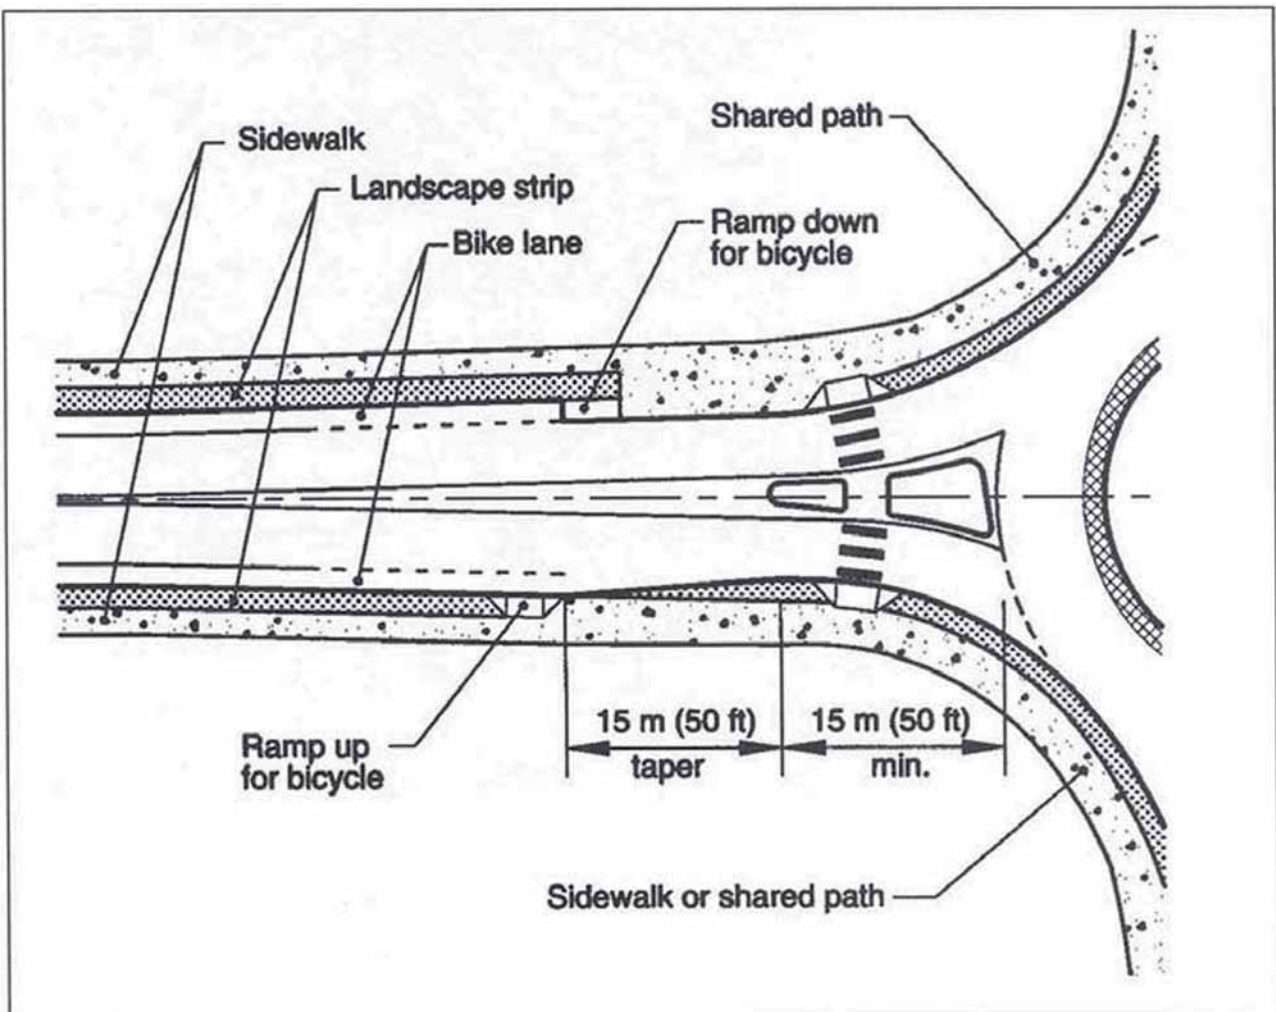 Shared path
Sidewalk
Landscape strip
Ramp down
for bicycle
Bike lane
15 m (50 ft)
taper
15 m (50 ft)
min.
Ramp up
for bicycle
Sidewalk or shared path